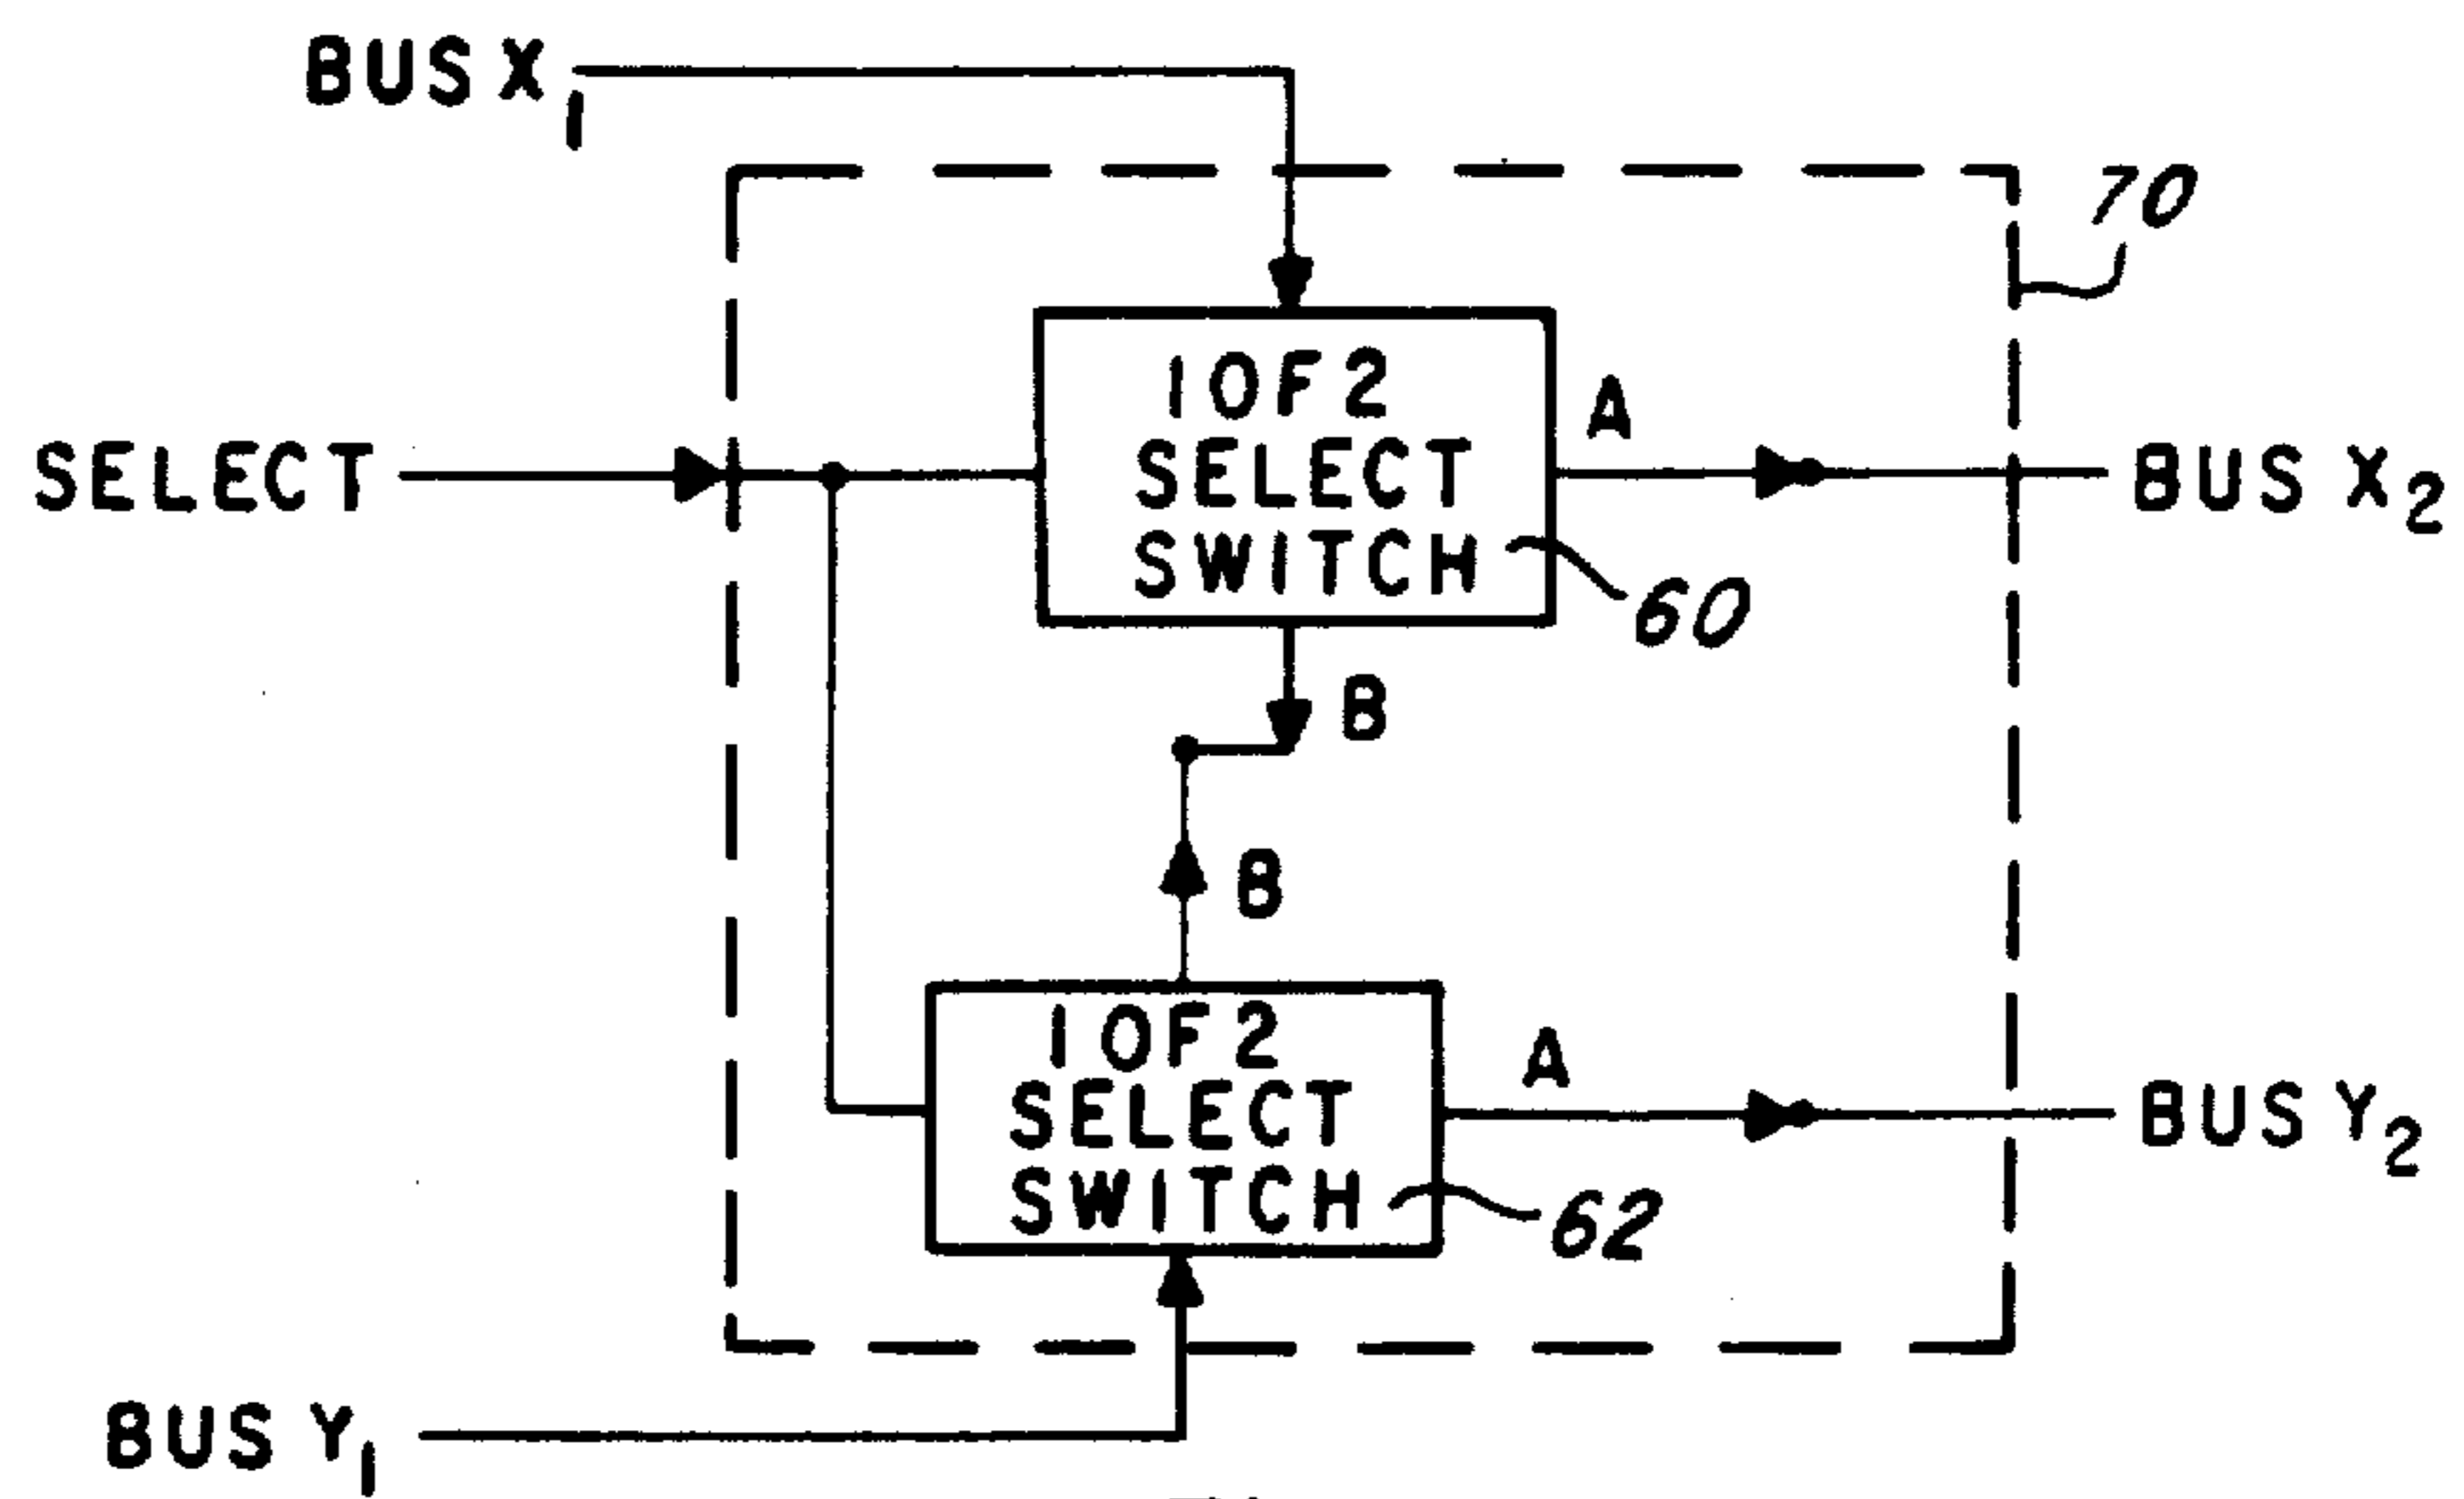 BUS X1
70
1 OF 2
SELECT
SWITCH
A
SELECT
BUS X2
60
B
B
1 OF 2
SELECT
SWITCH
A
BUS Y2
62
BUS Y1